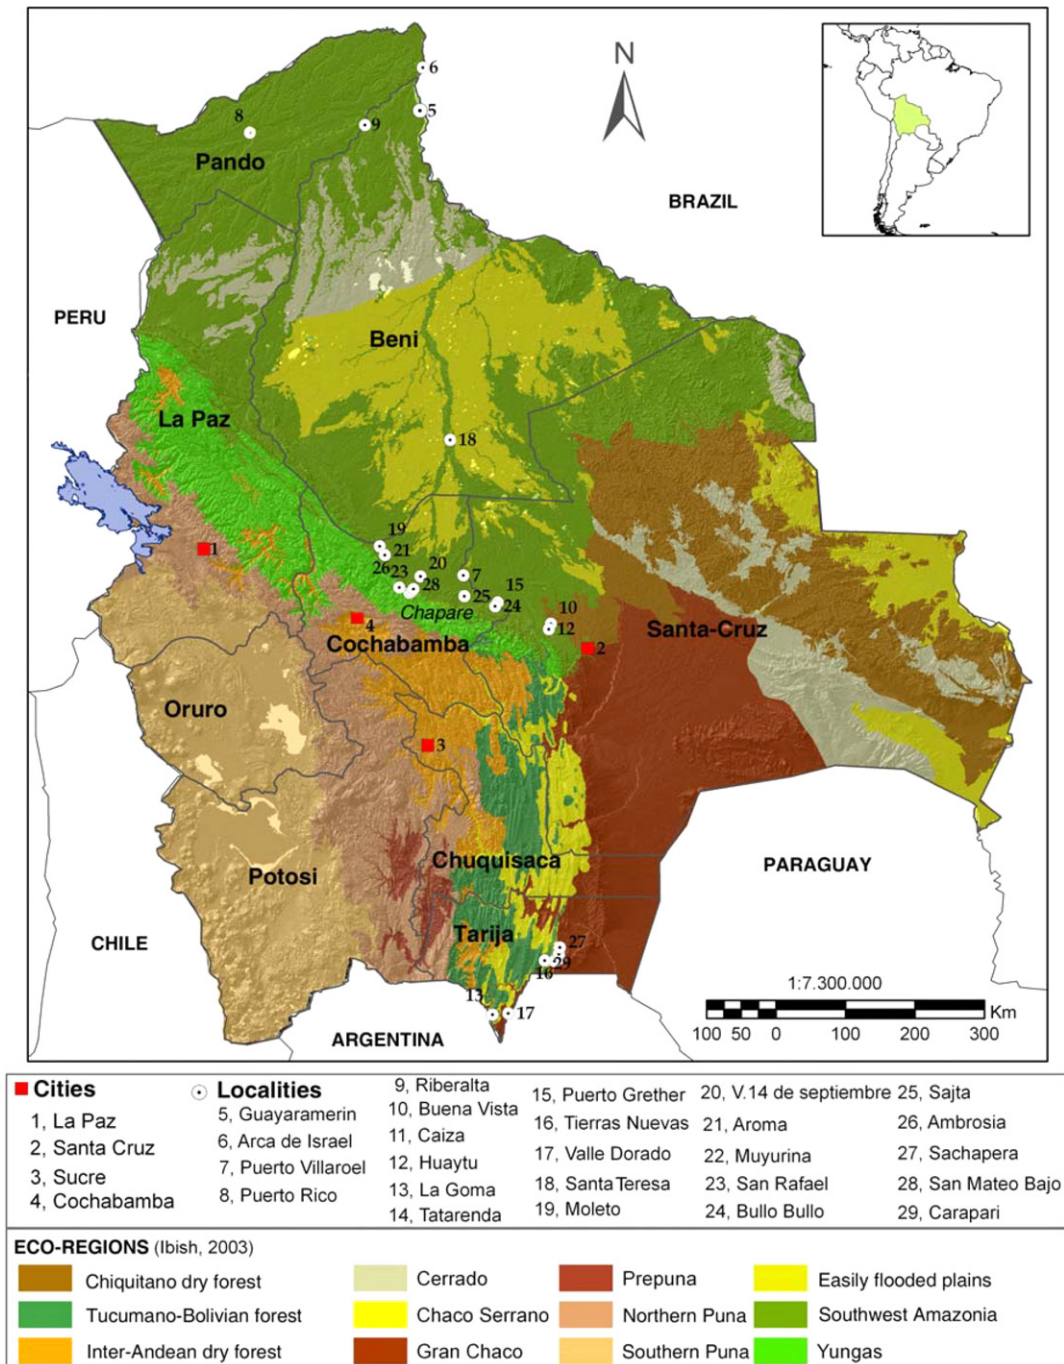 N
6
5
8
9
Pando
BRAZIL
PERU
Beni
La Paz
18
19
1
21
26
20
23
7
15
28
25
24
10
Chapare
4
12
Santa-Cruz
Cochabamba
2
Oruro
3
Chuquisaca
PARAGUAY
Potosi
Tarija
27
CHILE
16 29
1:7.300.000
13
17
Km
ARGENTINA
100 50 0 100 200 300
Cities
1, La Paz
2, Santa Cruz
3, Sucre
4, Cochabamba
Localities
5, Guayaramerin
6, Arca de Israel
7, Puerto Villaroel
8, Puerto Rico
9, Riberalta
10, Buena Vista
11, Caiza
12, Huaytu
13, La Goma
14, Tatarenda
15, Puerto Grether
16, Tierras Nuevas
17, Valle Dorado
18, Santa Teresa
19, Moleto
20, V.14 de septiembre
21, Aroma
22, Muyurina
23, San Rafael
24, Bullo Bullo
25, Sajta
26, Ambrosia
27, Sachapera
28, San Mateo Bajo
29, Carapari
ECO-REGIONS (Ibish, 2003)
Chiquitano dry forest
Tucumano-Bolivian forest
Inter-Andean dry forest
Cerrado
Chaco Serrano
Gran Chaco
Prepuna
Northern Puna
Southern Puna
Easily flooded plains
Southwest Amazonia
Yungas